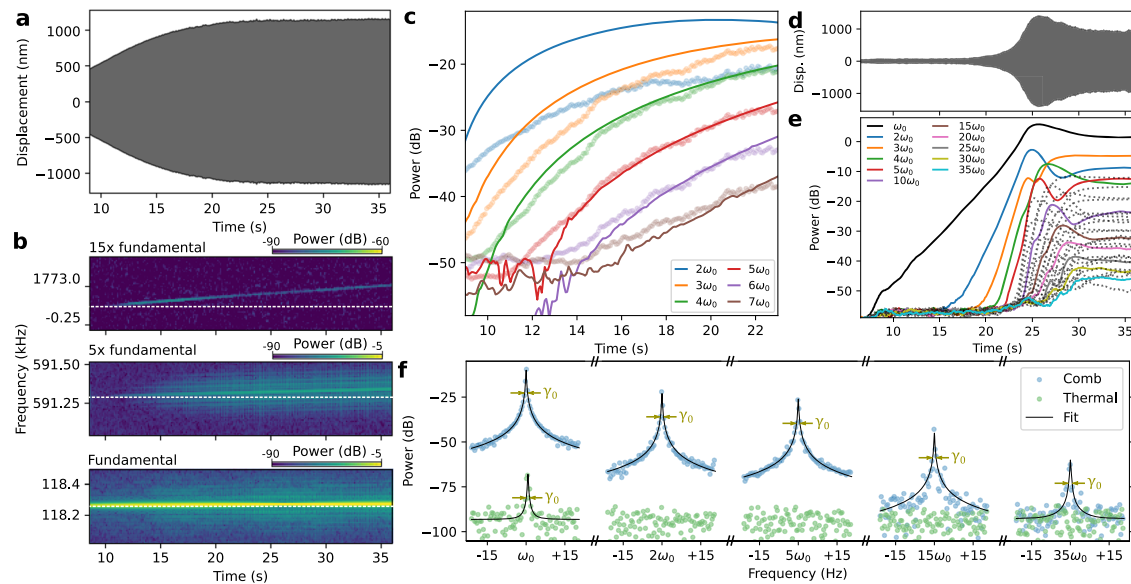 a
Displacement (nm)
1000
500
0
-500
-1000
10 15 20 25 30 35
Time (s)
b
15x fundamental
-90 Power (dB) -60
1773.0
-0.25
5x fundamental
-90 Power (dB) -5
591.50
591.25
Fundamental
-90 Power (dB) -5
118.4
118.2
Frequency (kHz)
10 15 20 25 30 35
Time (s)
c
Power (dB)
−20
−30
−40
−50
10 12 14 16 18 20 22
Time (s)
2ω₀ 5ω₀
3ω₀ 6ω₀
4ω₀ 7ω₀
d
Disp. (nm)
1000
0
−1000
e
ω₀ 15ω₀
2ω₀ 20ω₀
3ω₀ 25ω₀
4ω₀ 30ω₀
5ω₀ 35ω₀
10ω₀
Power (dB)
0
−10
−20
−30
−40
−50
10 15 20 25 30 35
Time (s)
f
Power (dB)
−25
−50
−75
−100
γ₀
γ₀
γ₀
γ₀
γ₀
γ₀
Comb
Thermal
Fit
-15 ω₀ +15 -15 2ω₀ +15 -15 5ω₀ +15 -15 15ω₀ +15 -15 35ω₀ +15
Frequency (Hz)